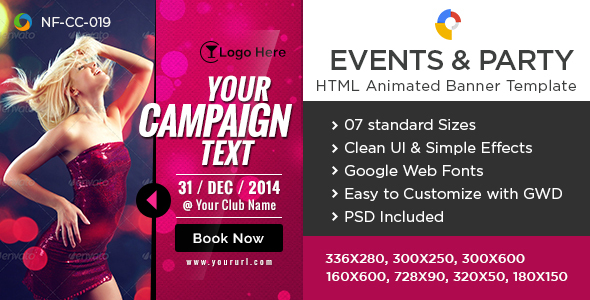 NF-CC-019
Logo Here
YOUR
CAMPAIGN
TEXT
31 / DEC / 2014
@ Your Club Name
Book Now
www.yoururl.com
EVENTS & PARTY
HTML Animated Banner Template
07 standard Sizes
Clean UI & Simple Effects
Google Web Fonts
Easy to Customize with GWD
PSD Included
336X280, 300X250, 300X600
160X600, 728X90, 320X50, 180X150